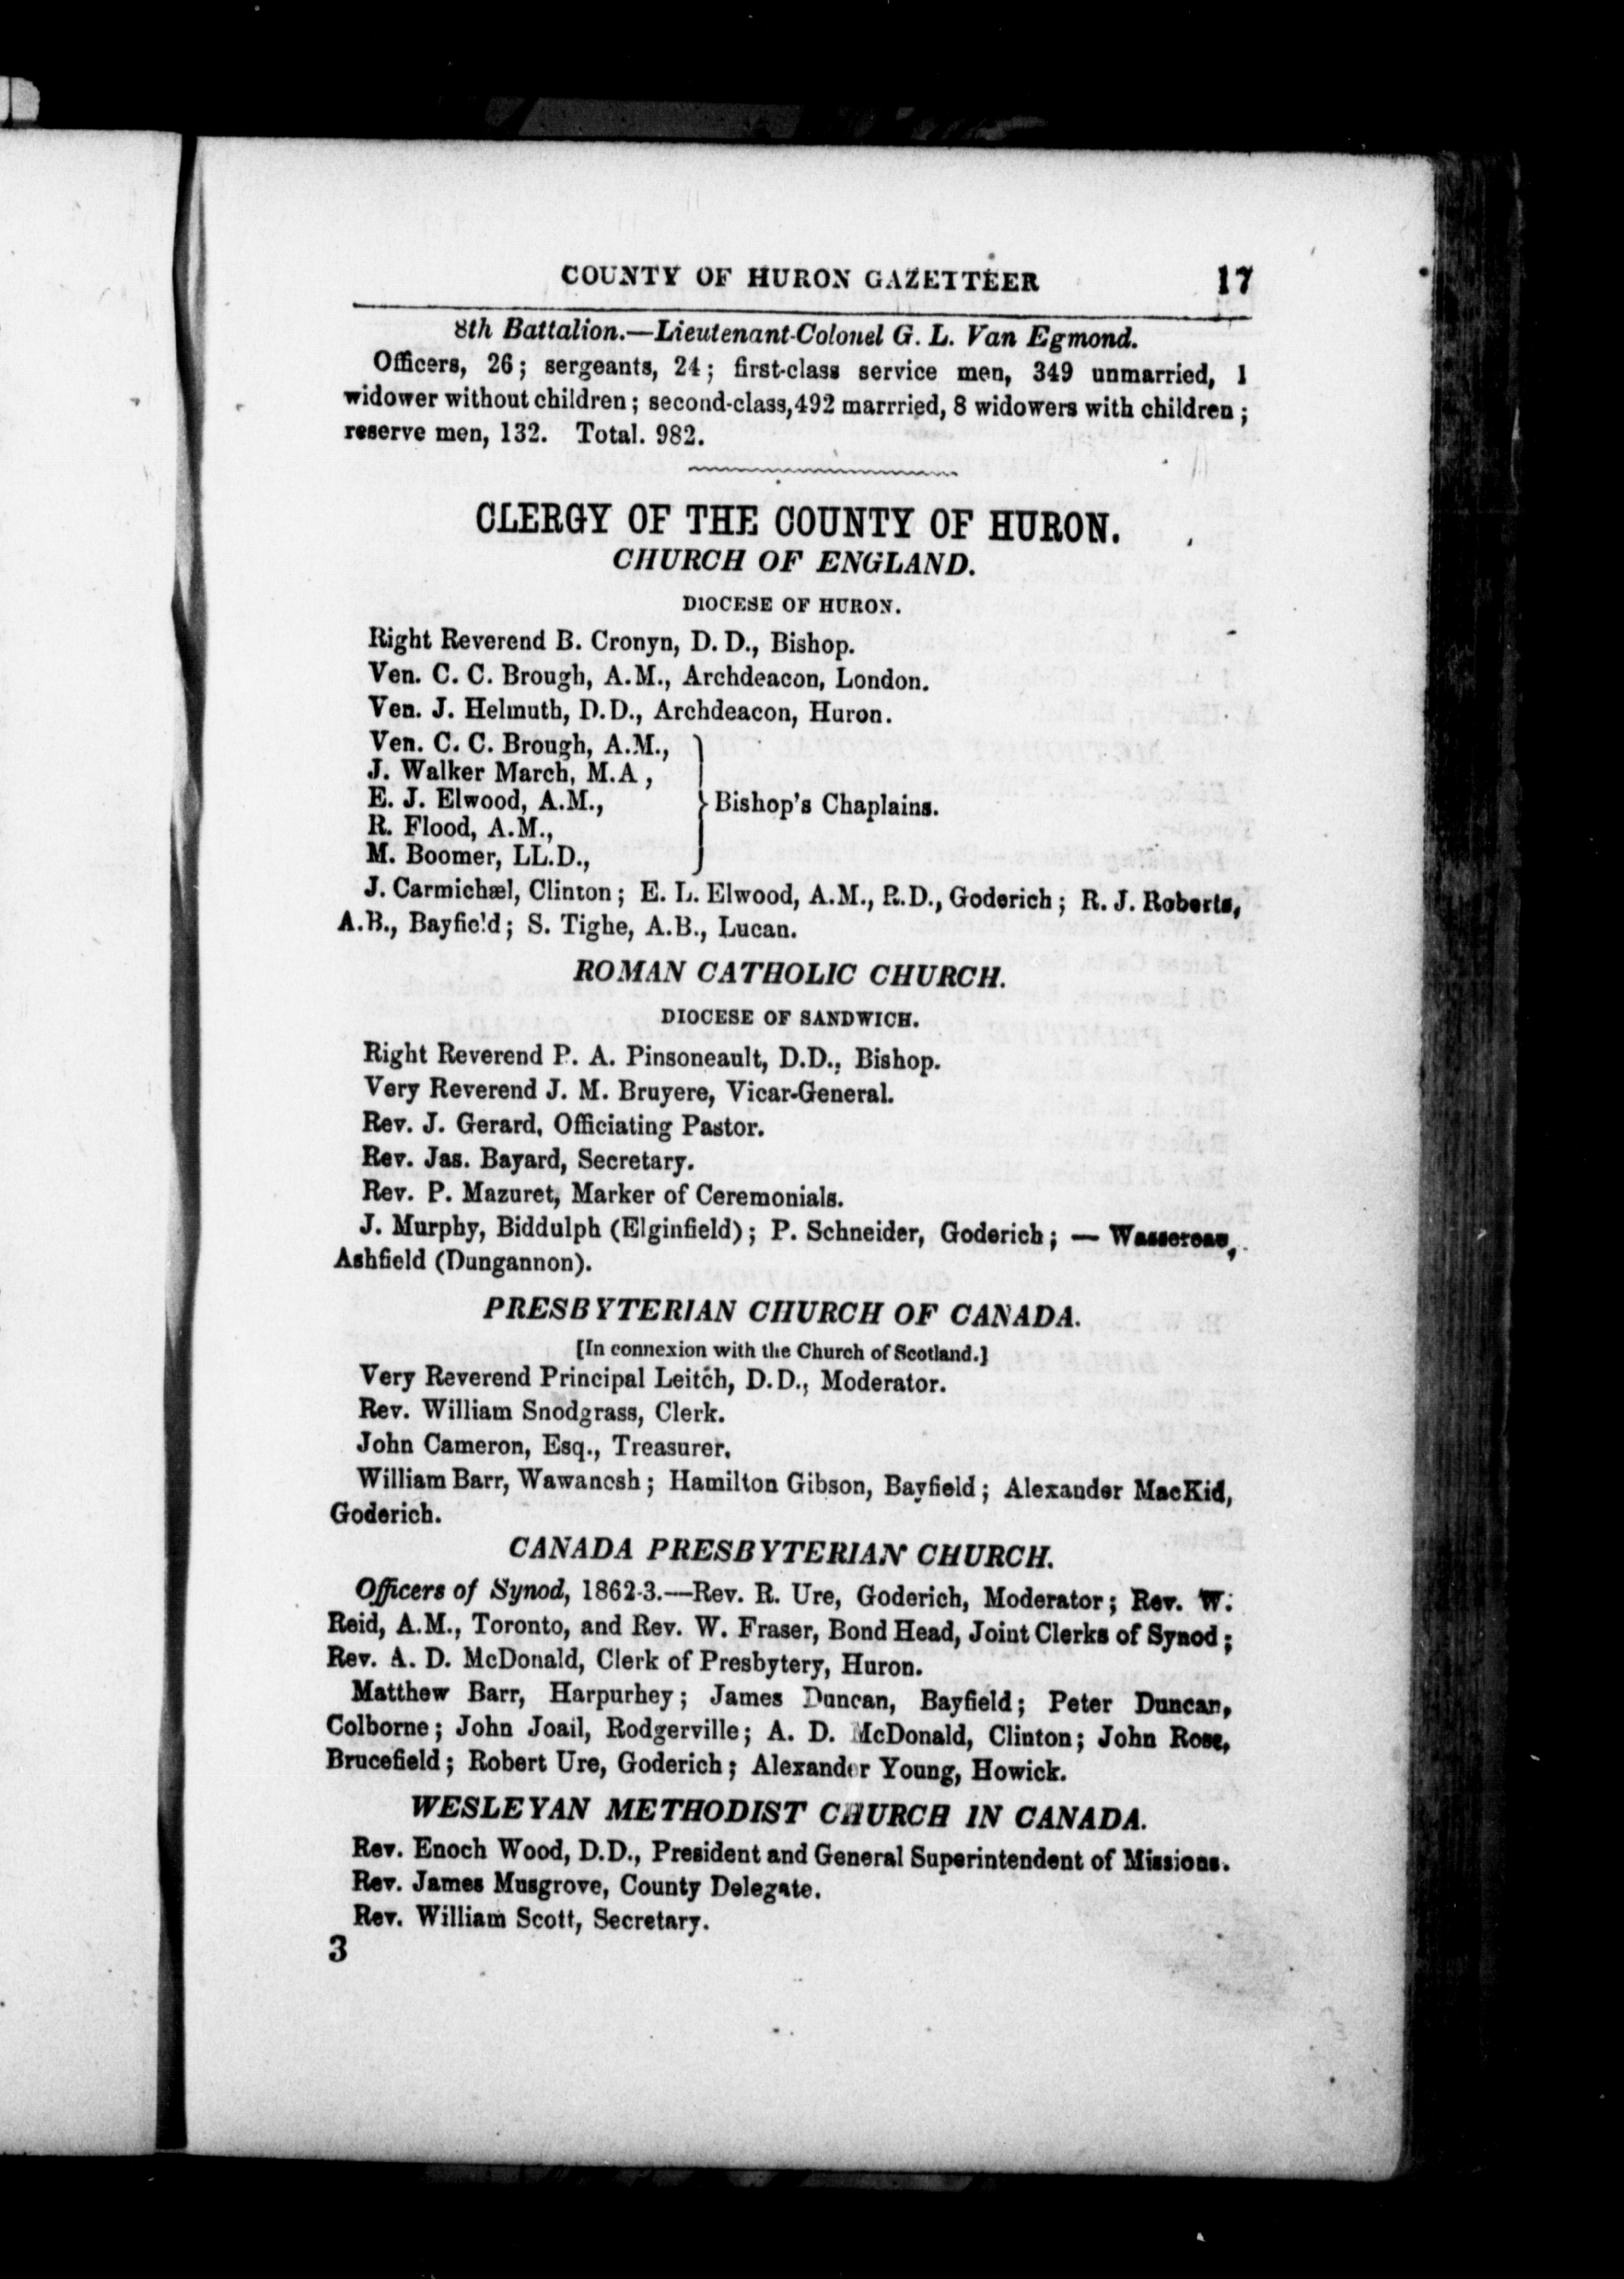 COUNTY OF HURON GAZETTEER 17
8th Battalion.—Lieutenant-Colonel G. L. Van Egmond.
Officers, 26; sergeants, 24; first-class service men, 349 unmarried, 1
widower without children; second-class, 492 marrried, 8 widowers with children;
reserve men, 132. Total. 982.
CLERGY OF THE COUNTY OF HURON.
CHURCH OF ENGLAND.
DIOCESE OF HURON.
Right Reverend B. Cronyn, D. D., Bishop.
Ven. C. C. Brough, A.M., Archdeacon, London.
Ven. J. Helmuth, D.D., Archdeacon, Huron.
Ven. C. C. Brough, A.M.,
J. Walker March, M.A,
E. J. Elwood, A.M.,
R. Flood, A.M.,
M. Boomer, LL.D.,
Bishop's Chaplains.
J. Carmichæl, Clinton; E. L. Elwood, A.M., R.D., Goderich; R. J. Roberts,
A.B., Bayfield; S. Tighe, A.B., Lucan.
ROMAN CATHOLIC CHURCH.
DIOCESE OF SANDWICH.
Right Reverend P. A. Pinsoneault, D.D., Bishop.
Very Reverend J. M. Bruyere, Vicar-General.
Rev. J. Gerard, Officiating Pastor.
Rev. Jas. Bayard, Secretary.
Rev. P. Mazuret, Marker of Ceremonials.
J. Murphy, Biddulph (Elginfield); P. Schneider, Goderich; — Wassereau,
Ashfield (Dungannon).
PRESBYTERIAN CHURCH OF CANADA.
[In connexion with the Church of Scotland.]
Very Reverend Principal Leitch, D.D., Moderator.
Rev. William Snodgrass, Clerk.
John Cameron, Esq., Treasurer.
William Barr, Wawanosh; Hamilton Gibson, Bayfield; Alexander MacKid,
Goderich.
CANADA PRESBYTERIAN CHURCH.
Officers of Synod, 1862-3.—Rev. R. Ure, Goderich, Moderator; Rev. W.
Reid, A.M., Toronto, and Rev. W. Fraser, Bond Head, Joint Clerks of Synod;
Rev. A. D. McDonald, Clerk of Presbytery, Huron.
Matthew Barr, Harpurhey; James Duncan, Bayfield; Peter Duncan,
Colborne; John Joail, Rodgerville; A. D. McDonald, Clinton; John Rose,
Brucefield; Robert Ure, Goderich; Alexander Young, Howick.
WESLEYAN METHODIST CHURCH IN CANADA.
Rev. Enoch Wood, D.D., President and General Superintendent of Missions.
Rev. James Musgrove, County Delegate.
Rev. William Scott, Secretary.
3